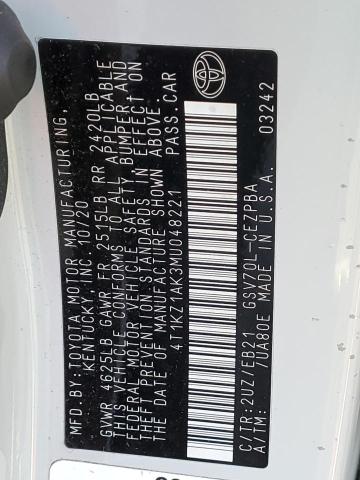 MFD.BY:TOYOTA MOTOR MANUFACTURING,
KENTUCKY, INC. 10/20
GVWR 4625LB GAWR FR 2515LB RR 2420LB
THIS VEHICLE CONFORMS TO ALL APPLICABLE
FEDERAL MOTOR VEHICLE SAFETY, BUMPER AND
THEFT PREVENTION STANDARDS IN EFFECT ON
THE DATE OF MANUFACTURE SHOWN ABOVE.
4T1KZ1AK3MU048221 PASS.CAR
C/TR:2UZ/EB21 GSV70L-CEZPBA
A/TM: -/UA80E MADE IN U.S.A. 03242